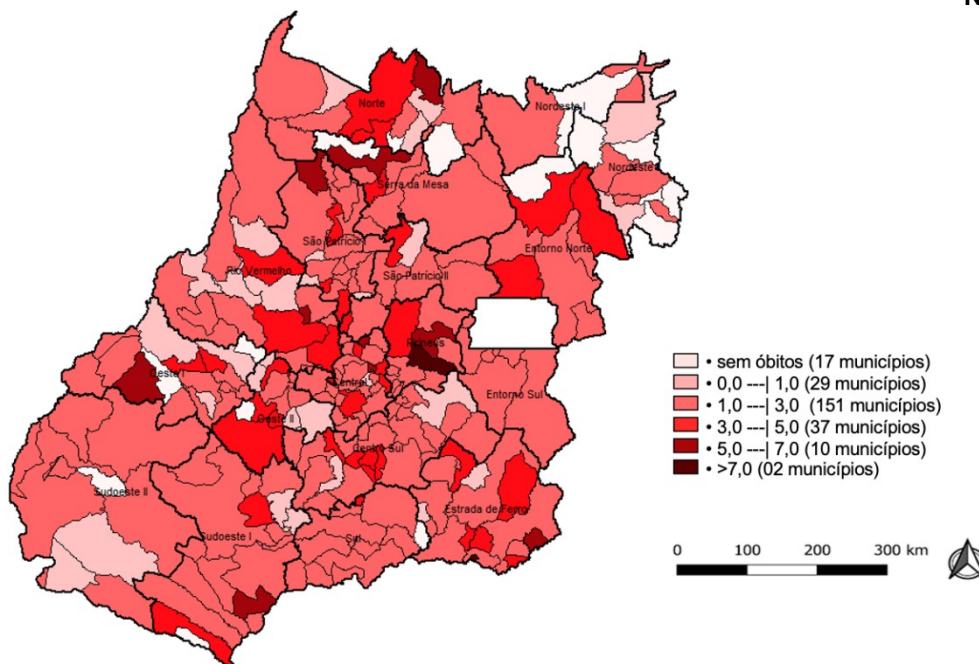 N
Norte
Nordeste I
Nordeste
Serra da Mesa
São Patrício I
Entorno Norte
Rio Vermelho
São Patrício II
Pirineus
Oeste I
Central
Entorno Sul
Oeste II
Centro Sul
Sudoeste II
Estrada de Ferro
Sudoeste I
Sul
• sem óbitos (17 municípios)
• 0,0 ---| 1,0 (29 municípios)
• 1,0 ---| 3,0 (151 municípios)
• 3,0 ---| 5,0 (37 municípios)
• 5,0 ---| 7,0 (10 municípios)
• >7,0 (02 municípios)
0 100 200 300 km